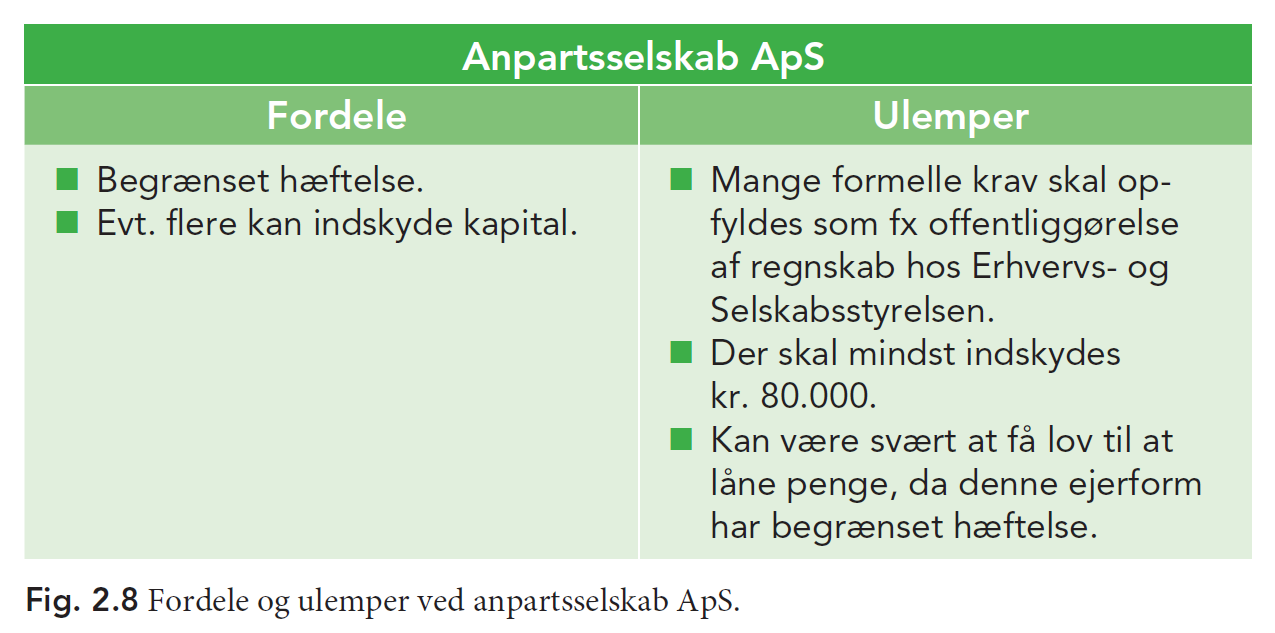 Anpartsselskab ApS
Fordele
Ulemper
■ Begrænset hæftelse.
■ Evt. flere kan indskyde kapital.
■ Mange formelle krav skal op-
fyldes som fx offentliggørelse
af regnskab hos Erhvervs- og
Selskabsstyrelsen.
■ Der skal mindst indskydes
kr. 80.000.
■ Kan være svært at få lov til at
låne penge, da denne ejerform
har begrænset hæftelse.
Fig. 2.8 Fordele og ulemper ved anpartsselskab ApS.